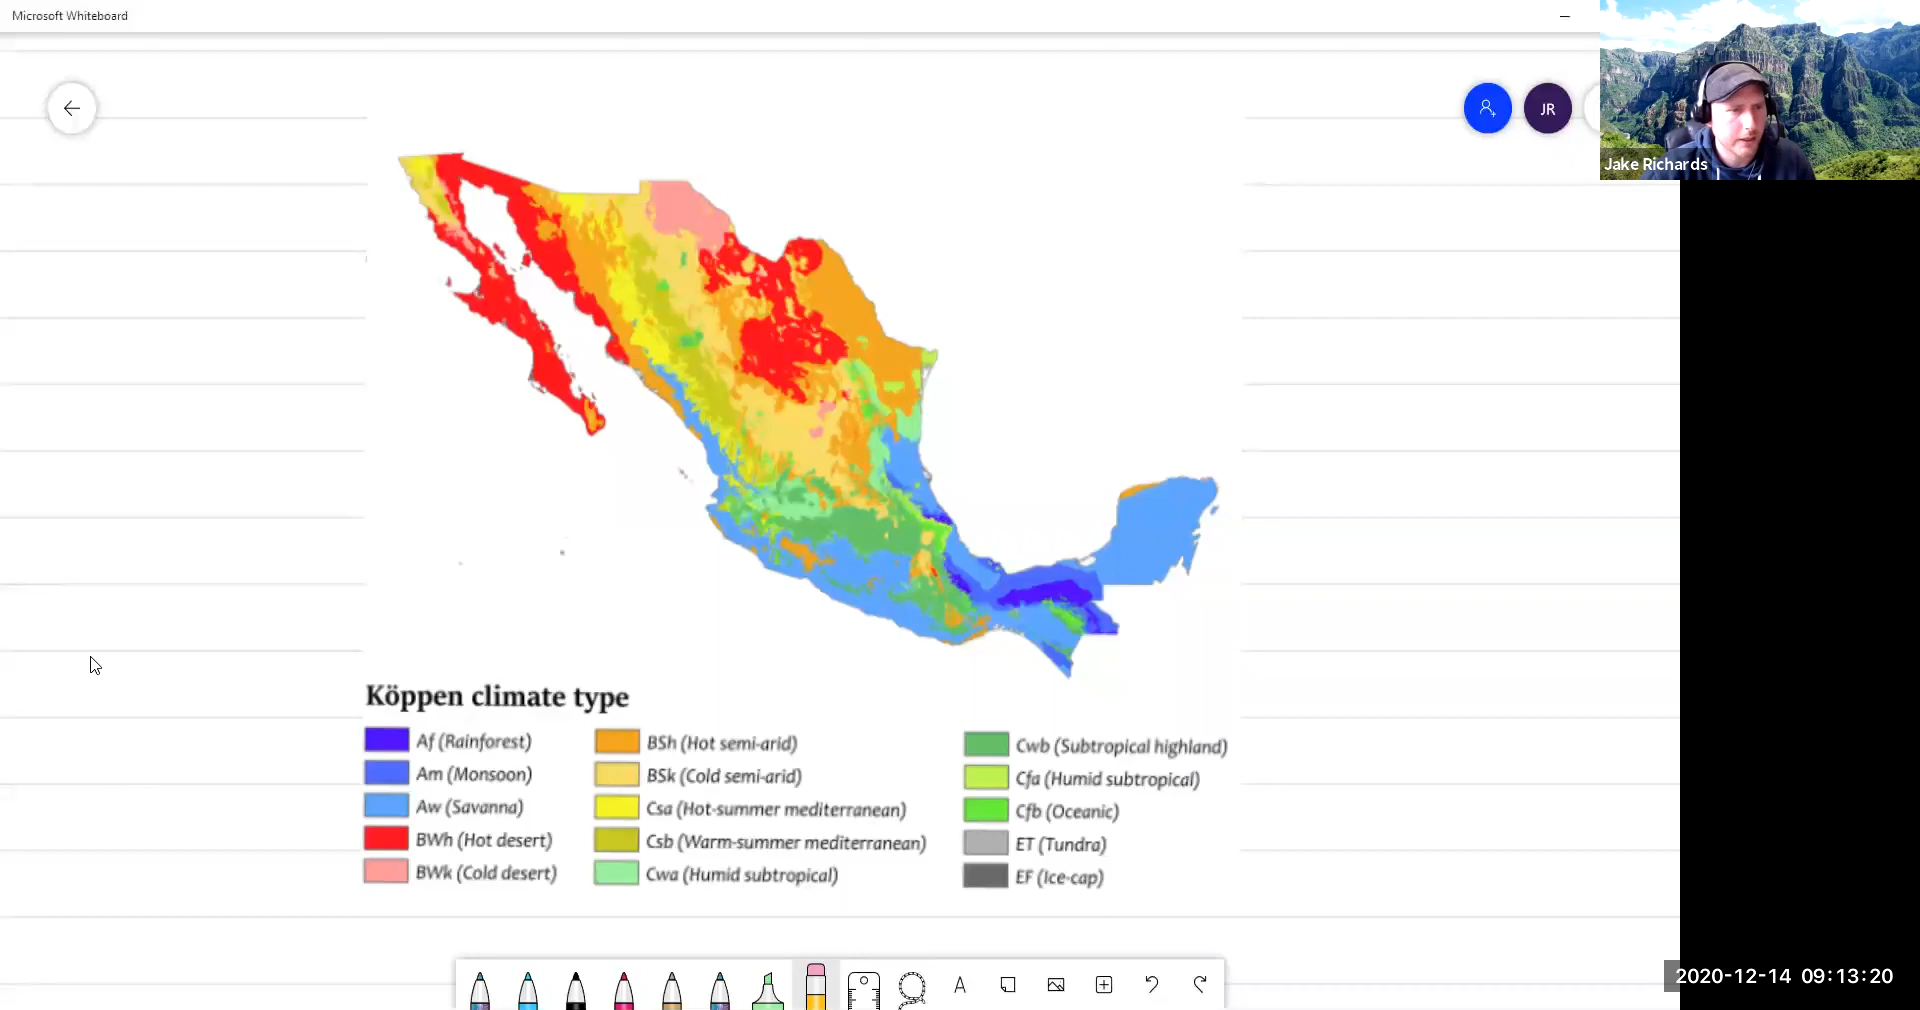 Microsoft Whiteboard
JR
Jake Richards
Köppen climate type
Af (Rainforest)
Am (Monsoon)
Aw (Savanna)
BWh (Hot desert)
BWk (Cold desert)
BSh (Hot semi-arid)
BSk (Cold semi-arid)
Csa (Hot-summer mediterranean)
Csb (Warm-summer mediterranean)
Cwa (Humid subtropical)
Cwb (Subtropical highland)
Cfa (Humid subtropical)
Cfb (Oceanic)
ET (Tundra)
EF (Ice-cap)
A
2020-12-14 09:13:20